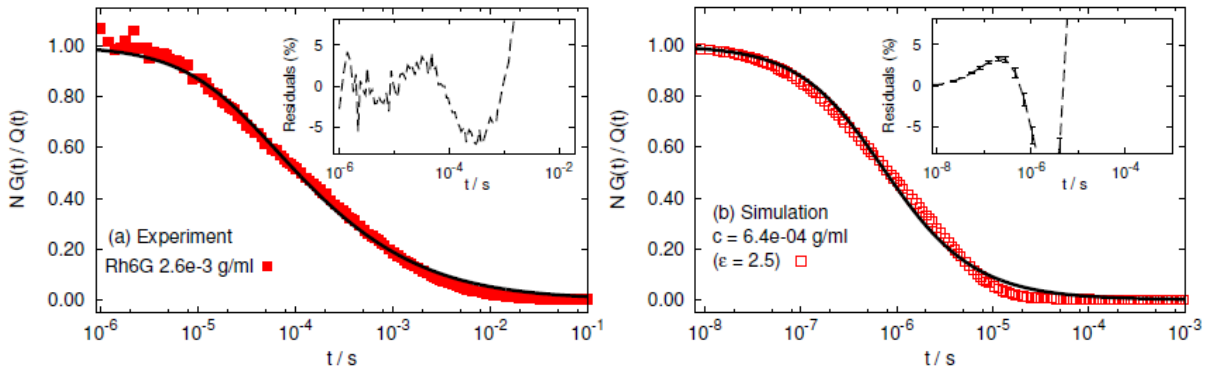 N G(t) / Q(t)
1.00
0.80
0.60
0.40
0.20
0.00
10^-6
10^-5
10^-4
10^-3
10^-2
10^-1
t / s
(a) Experiment
Rh6G 2.6e-3 g/ml
Residuals (%)
5
0
-5
10^-6
10^-4
10^-2
t / s
N G(t) / Q(t)
1.00
0.80
0.60
0.40
0.20
0.00
10^-8
10^-7
10^-6
10^-5
10^-4
10^-3
t / s
(b) Simulation
c = 6.4e-04 g/ml
(ε = 2.5)
Residuals (%)
5
0
-5
10^-8
10^-6
10^-4
t / s